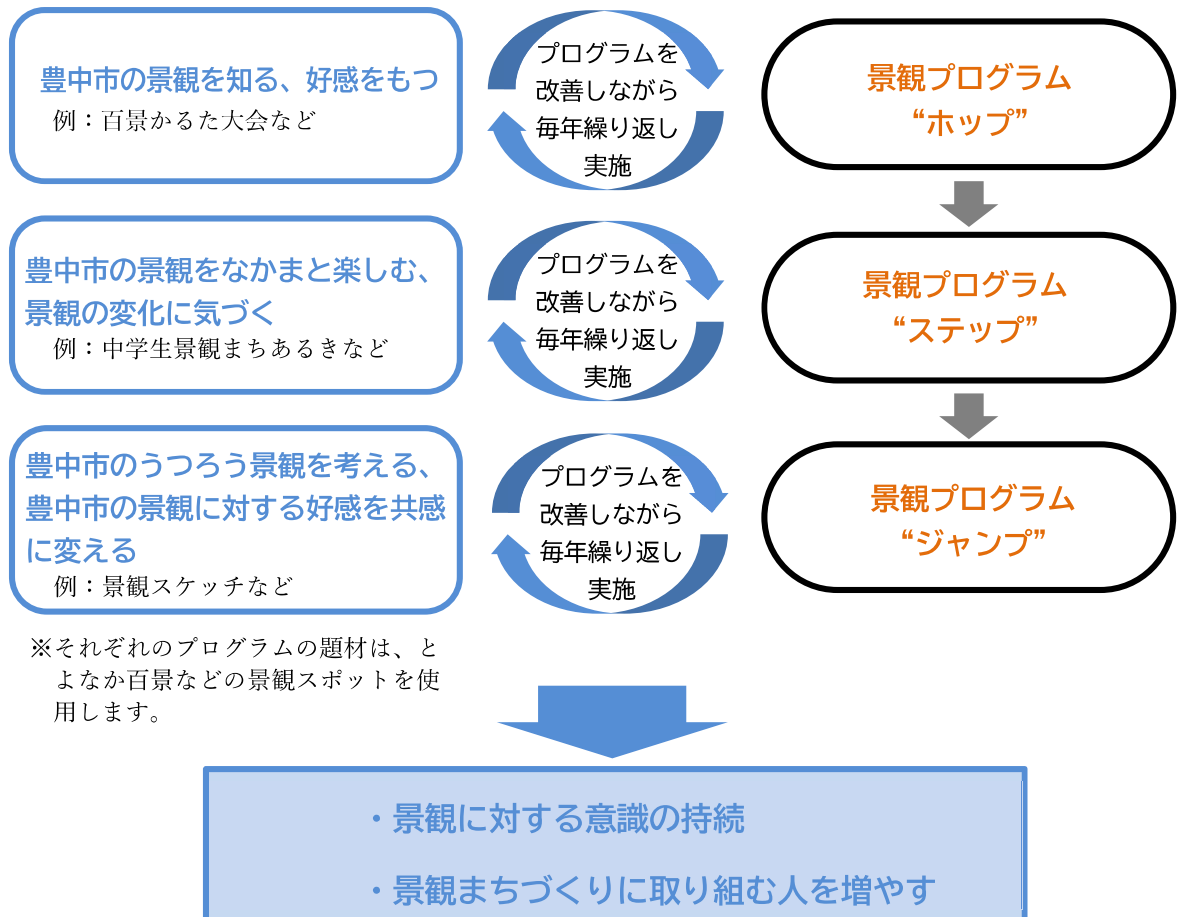 豊中市の景観を知る、好感をもつ
例：百景かるた大会など
プログラムを
改善しながら
毎年繰り返し
実施
景観プログラム
“ホップ”
豊中市の景観をなかまと楽しむ、
景観の変化に気づく
例：中学生景観まちあるきなど
プログラムを
改善しながら
毎年繰り返し
実施
景観プログラム
“ステップ”
豊中市のうつろう景観を考える、
豊中市の景観に対する好感を共感
に変える
例：景観スケッチなど
プログラムを
改善しながら
毎年繰り返し
実施
景観プログラム
“ジャンプ”
※それぞれのプログラムの題材は、と
よなか百景などの景観スポットを使
用します。
・景観に対する意識の持続
・景観まちづくりに取り組む人を増やす